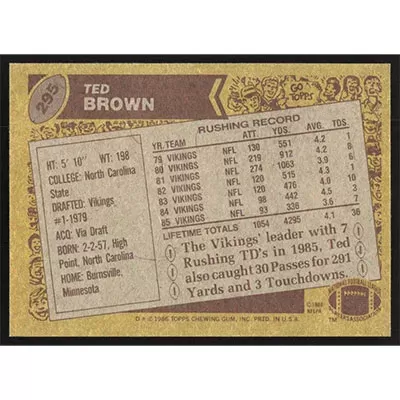 295
TED
BROWN
GO
TOPPS
HT: 5' 10" WT: 198
COLLEGE: North Carolina
State
DRAFTED: Vikings
#1-1979
ACQ: Via Draft
BORN: 2-2-57, High
Point, North Carolina
HOME: Burnsville,
Minnesota
RUSHING RECORD
YR. TEAM ATT. YDS. AVG. TDS.
79 VIKINGS NFL 130 551 4.2 1
80 VIKINGS NFL 219 912 4.2 8
81 VIKINGS NFL 274 1063 3.9 6
82 VIKINGS NFL 120 515 4.3 1
83 VIKINGS NFL 120 476 4.0 10
84 VIKINGS NFL 98 442 4.5 3
85 VIKINGS NFL 93 336 3.6 7
LIFETIME TOTALS 1054 4295 4.1 36
The Vikings' leader with 7
Rushing TD's in 1985, Ted
also caught 30 Passes for 291
Yards and 3 Touchdowns.
© 1986
MSPA
TM
D* © 1986 TOPPS CHEWING GUM, INC. PRTD. IN U.S.A.